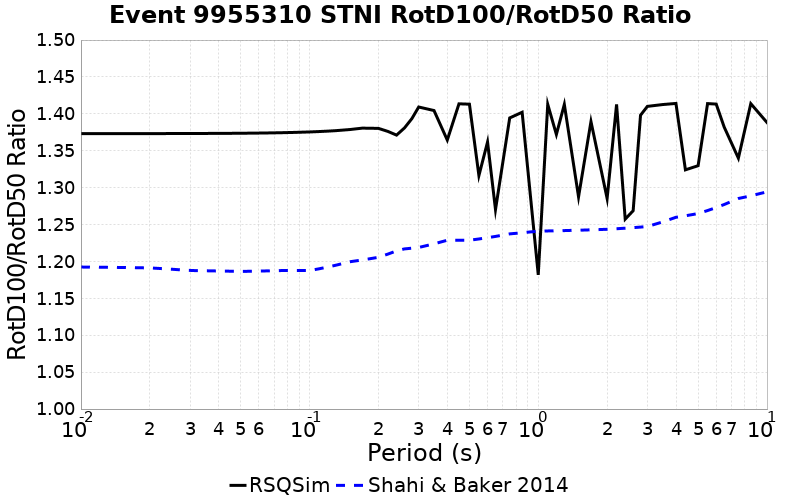 Event 9955310 STNI RotD100/RotD50 Ratio
RotD100/RotD50 Ratio
1.50
1.45
1.40
1.35
1.30
1.25
1.20
1.15
1.10
1.05
1.00
10-2 2 3 4 5 6 10-1 2 3 4 5 6 7 100 2 3 4 5 6 7 101
Period (s)
RSQSim Shahi & Baker 2014